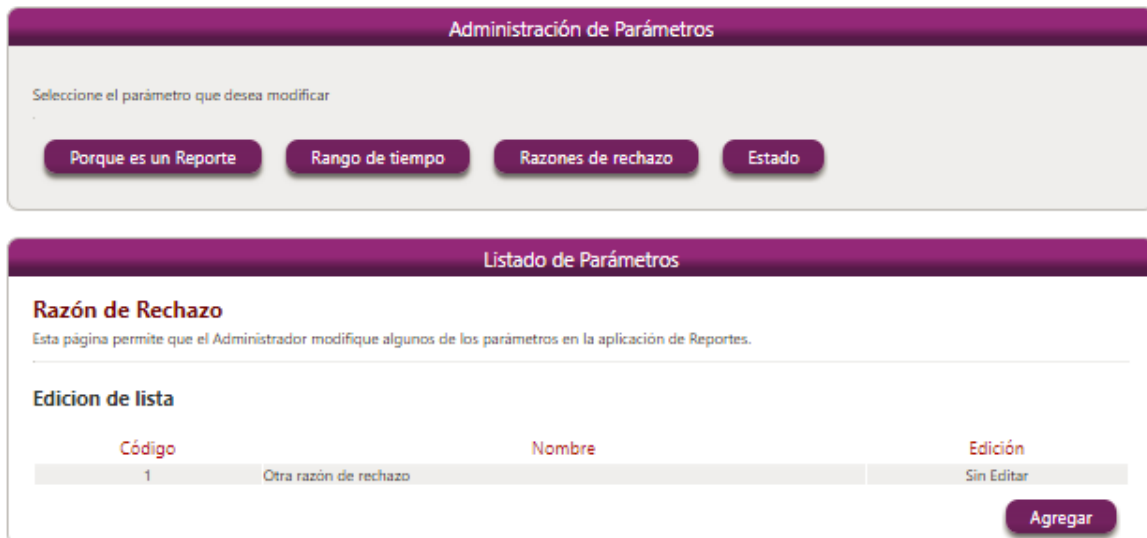 Administración de Parámetros
Seleccione el parámetro que desea modificar
Porque es un Reporte Rango de tiempo Razones de rechazo Estado
Listado de Parámetros
Razón de Rechazo
Esta página permite que el Administrador modifique algunos de los parámetros en la aplicación de Reportes.
Edicion de lista
Código Nombre Edición
1 Otra razón de rechazo Sin Editar
Agregar